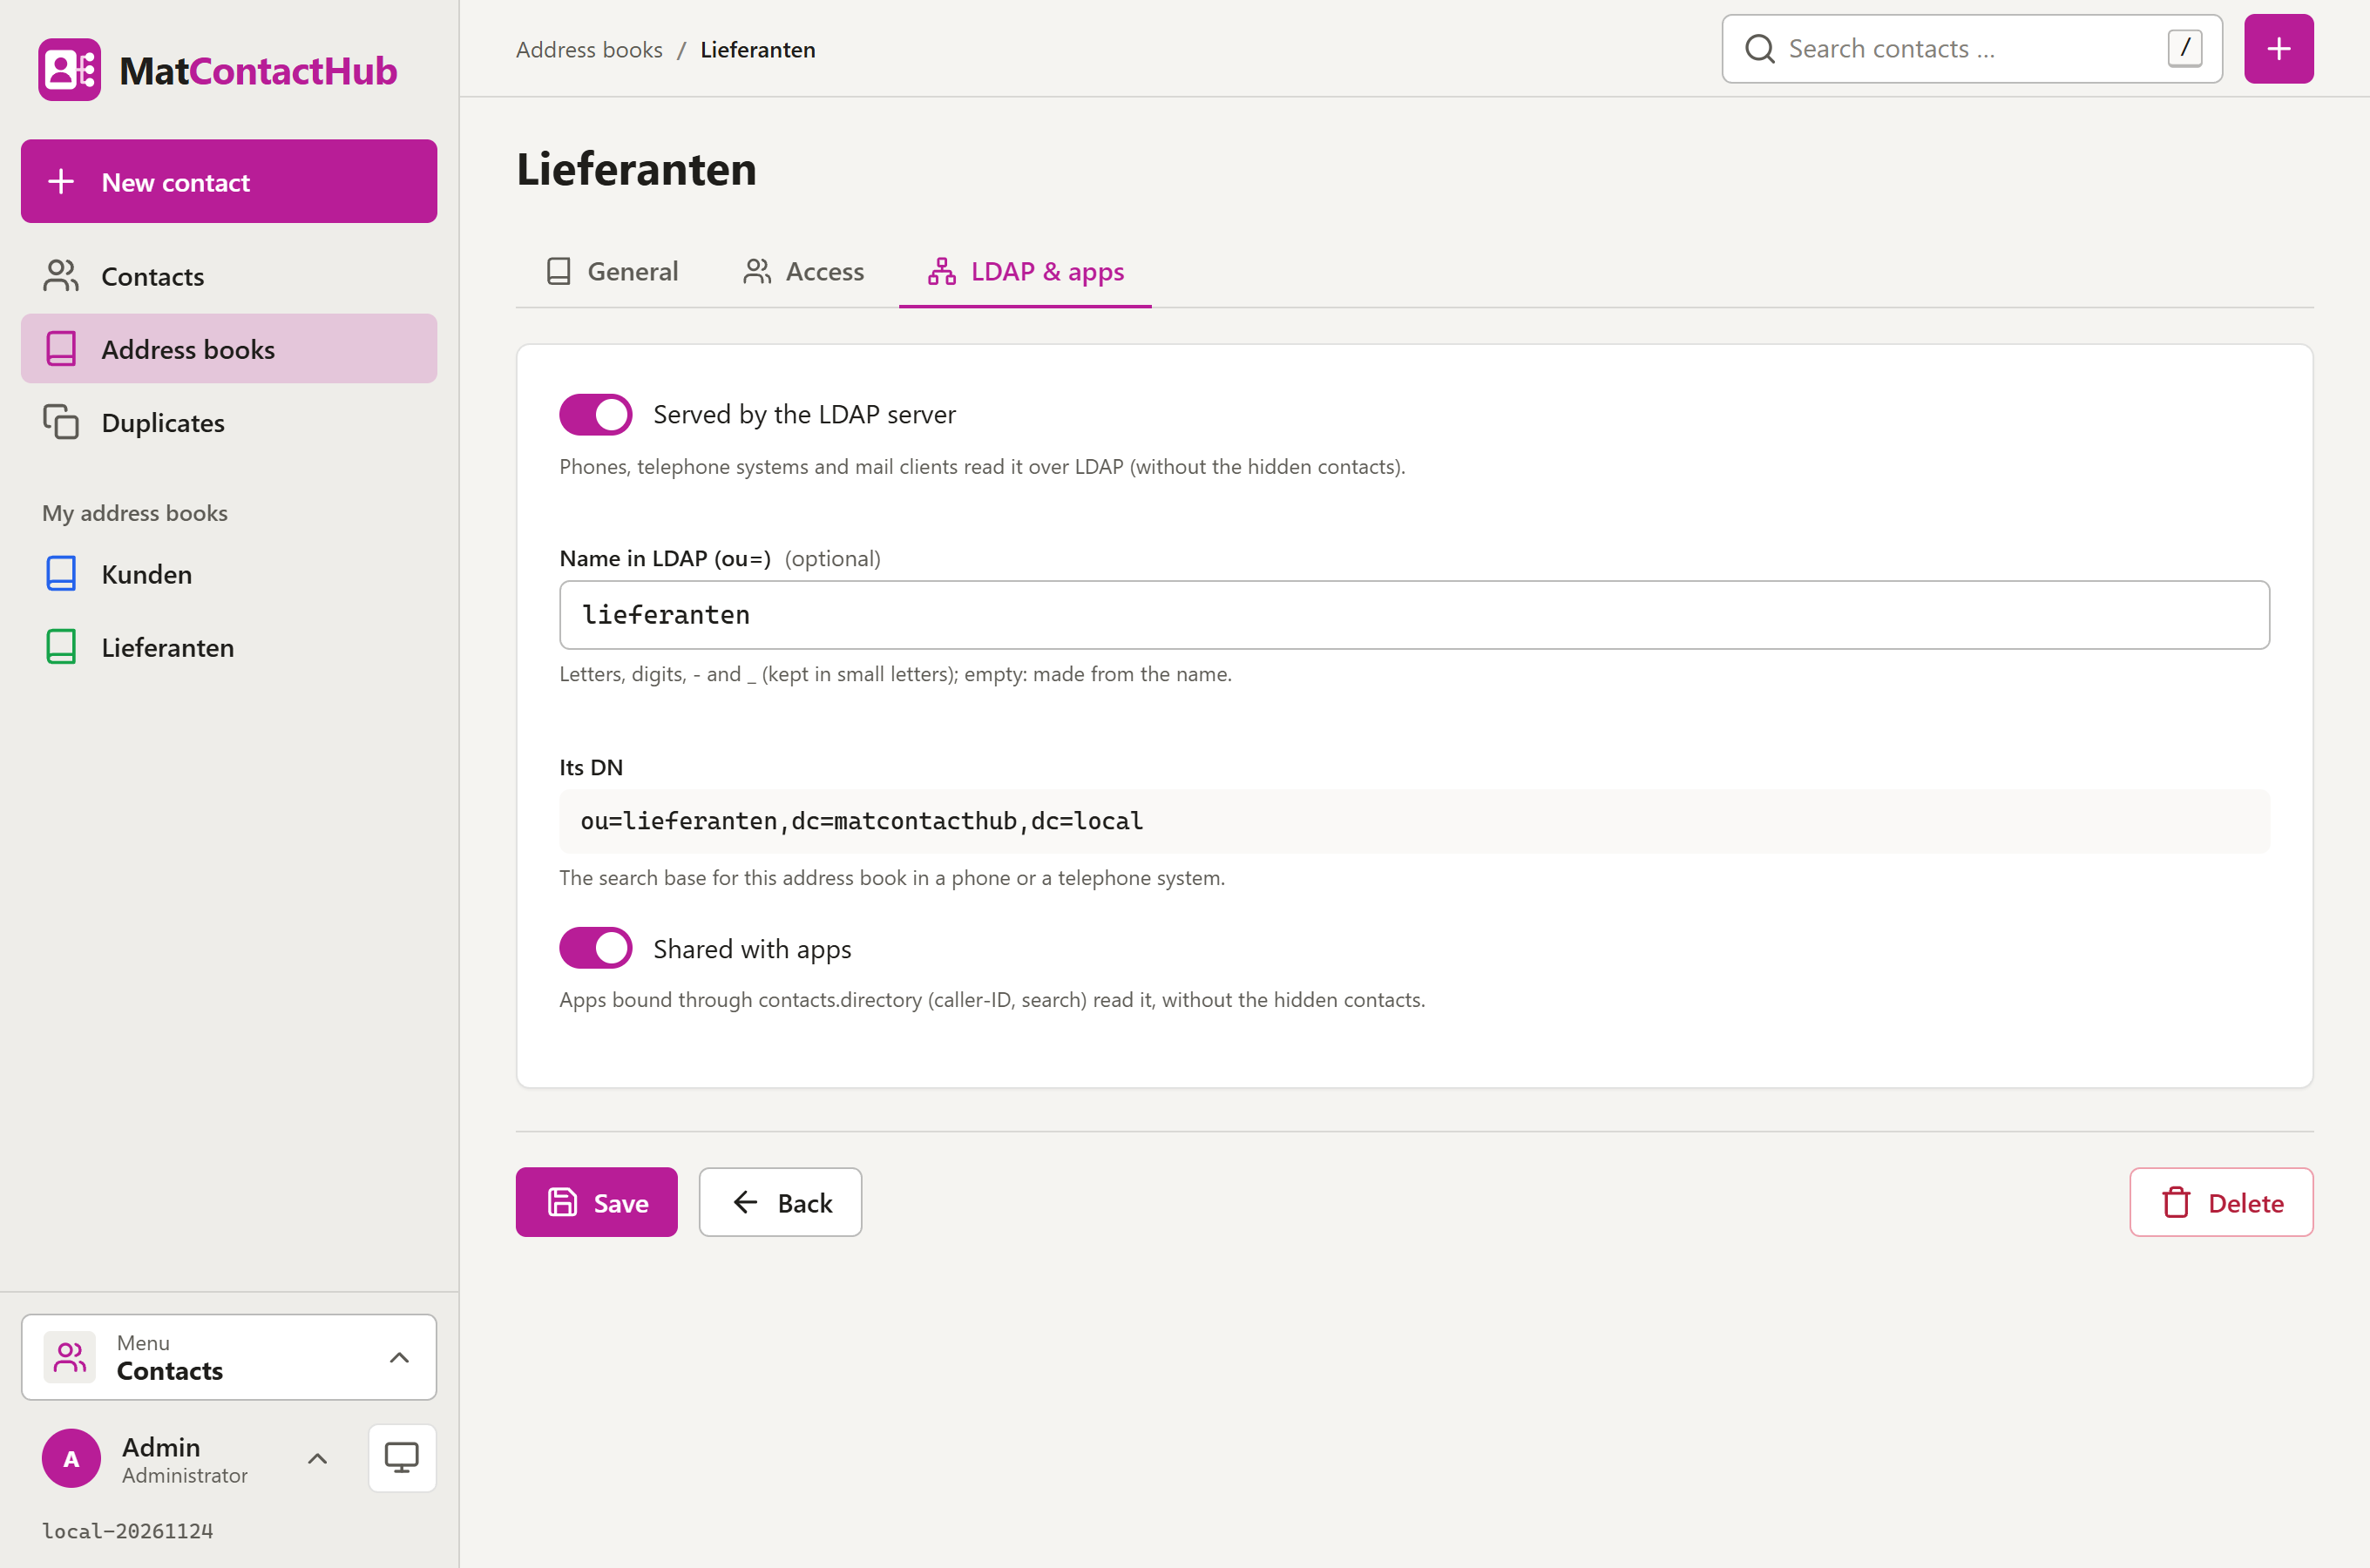 MatContactHub
New contact
Contacts
Address books
Duplicates
My address books
Kunden
Lieferanten
Menu
Contacts
A
Admin
Administrator
local-20261124
Address books / Lieferanten
Search contacts ...
/
Lieferanten
General
Access
LDAP & apps
Served by the LDAP server
Phones, telephone systems and mail clients read it over LDAP (without the hidden contacts).
Name in LDAP (ou=) (optional)
lieferanten
Letters, digits, - and _ (kept in small letters); empty: made from the name.
Its DN
ou=lieferanten,dc=matcontacthub,dc=local
The search base for this address book in a phone or a telephone system.
Shared with apps
Apps bound through contacts.directory (caller-ID, search) read it, without the hidden contacts.
Save
Back
Delete